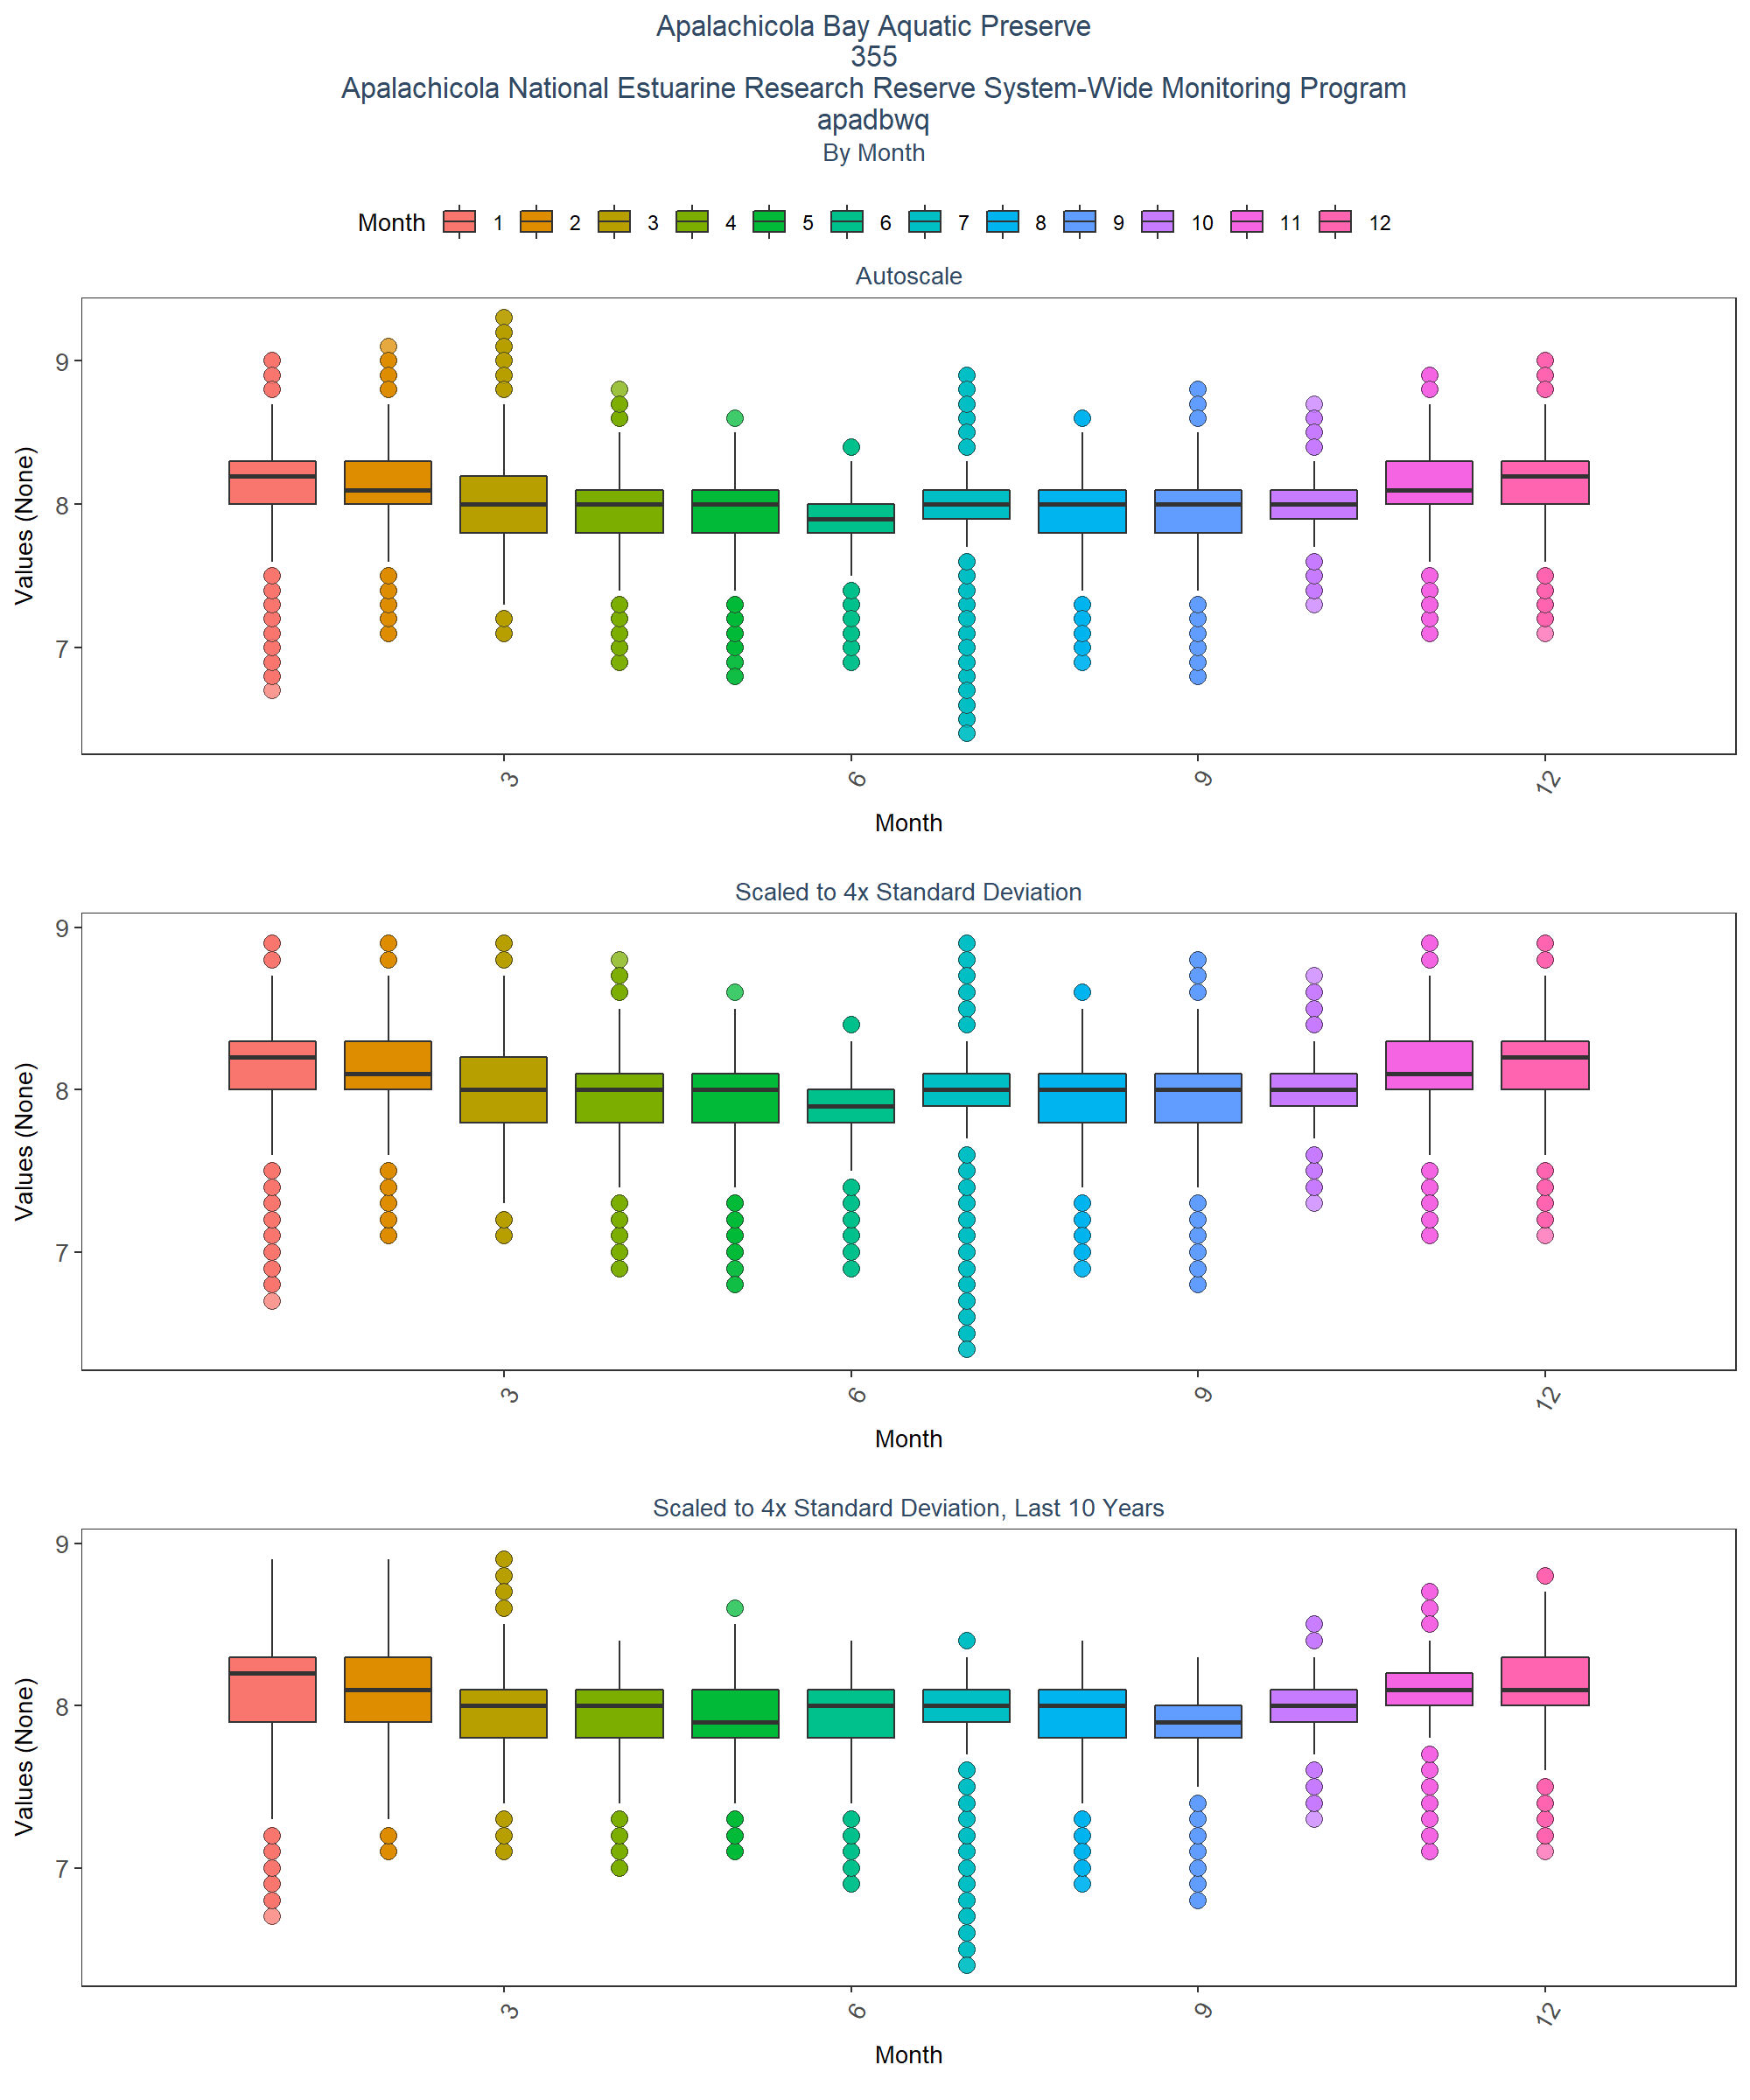 Apalachicola Bay Aquatic Preserve
355
Apalachicola National Estuarine Research Reserve System-Wide Monitoring Program
apadbwq
By Month
Month 1 2 3 4 5 6 7 8 9 10 11 12
Autoscale
Values (None)
9
8
7
3 6 9 12
Month
Scaled to 4x Standard Deviation
Values (None)
9
8
7
3 6 9 12
Month
Scaled to 4x Standard Deviation, Last 10 Years
Values (None)
9
8
7
3 6 9 12
Month